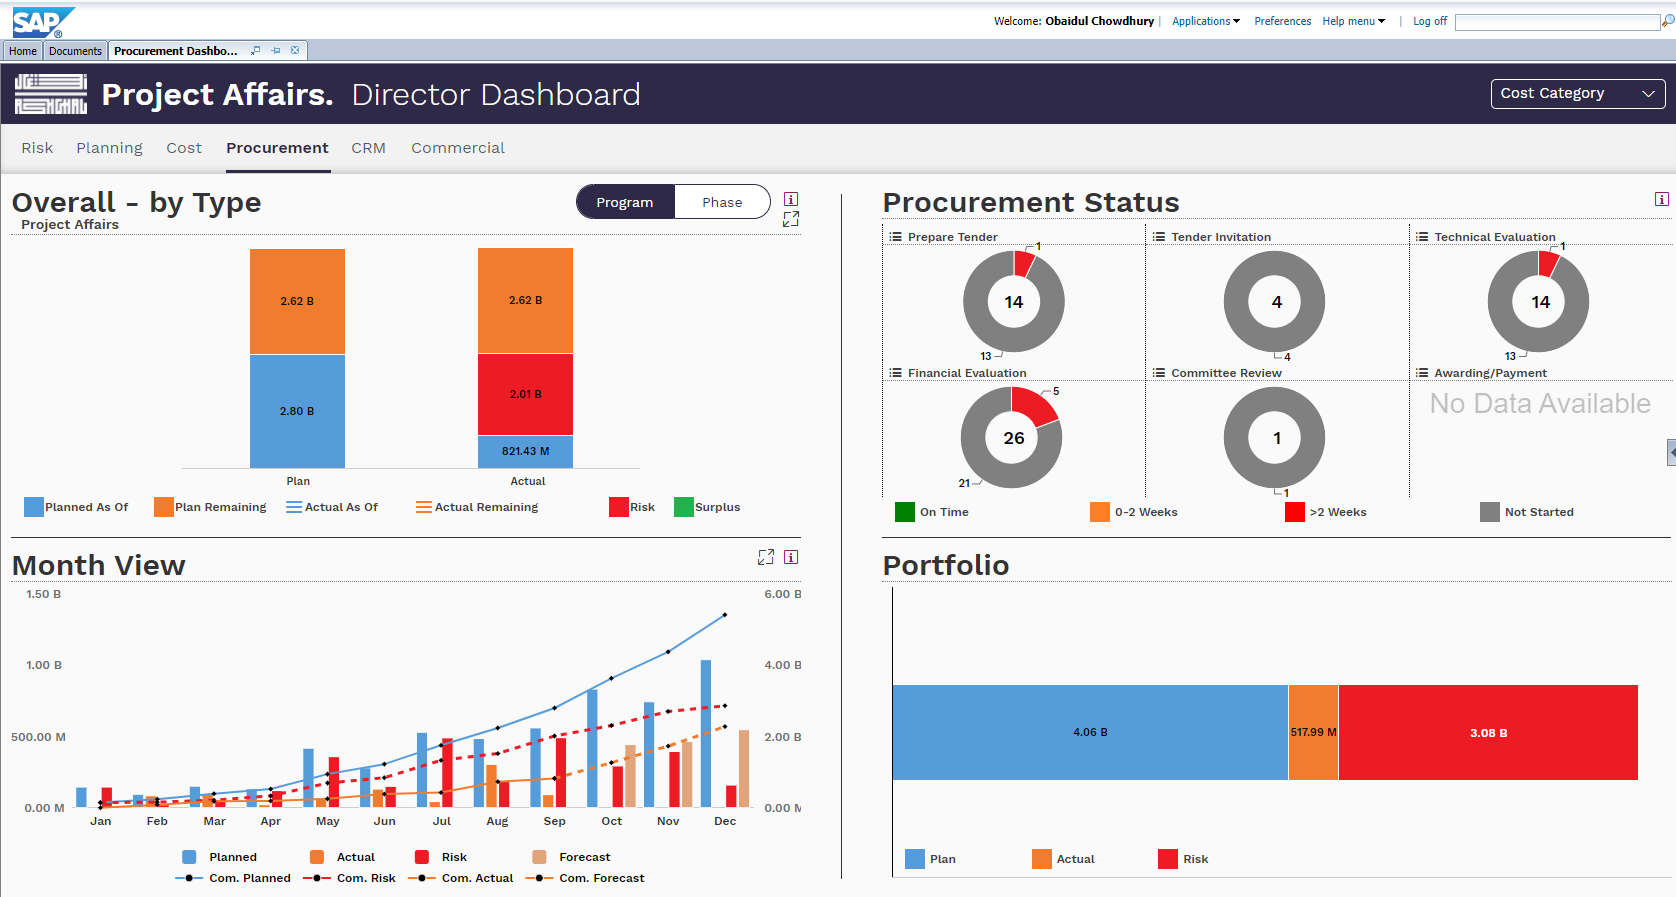 SAP ®
Welcome: Obaidul Chowdhury | Applications Preferences Help menu | Log off
Home Documents Procurement Dashbo...
Project Affairs. Director Dashboard
Cost Category
Risk Planning Cost Procurement CRM Commercial
Overall - by Type
Project Affairs
Program Phase
2.62 B
2.80 B
2.62 B
2.01 B
821.43 M
Plan Actual
Planned As Of Plan Remaining Actual As Of Actual Remaining Risk Surplus
Procurement Status
Prepare Tender
1
14
13
Tender Invitation
4
4
Technical Evaluation
1
14
13
Financial Evaluation
5
26
21
Committee Review
1
1
Awarding/Payment
No Data Available
On Time 0-2 Weeks >2 Weeks Not Started
Month View
1.50 B
1.00 B
500.00 M
0.00 M
6.00 B
4.00 B
2.00 B
0.00 M
Jan Feb Mar Apr May Jun Jul Aug Sep Oct Nov Dec
Planned Actual Risk Forecast
Com. Planned Com. Risk Com. Actual Com. Forecast
Portfolio
4.06 B 517.99 M 3.08 B
Plan Actual Risk